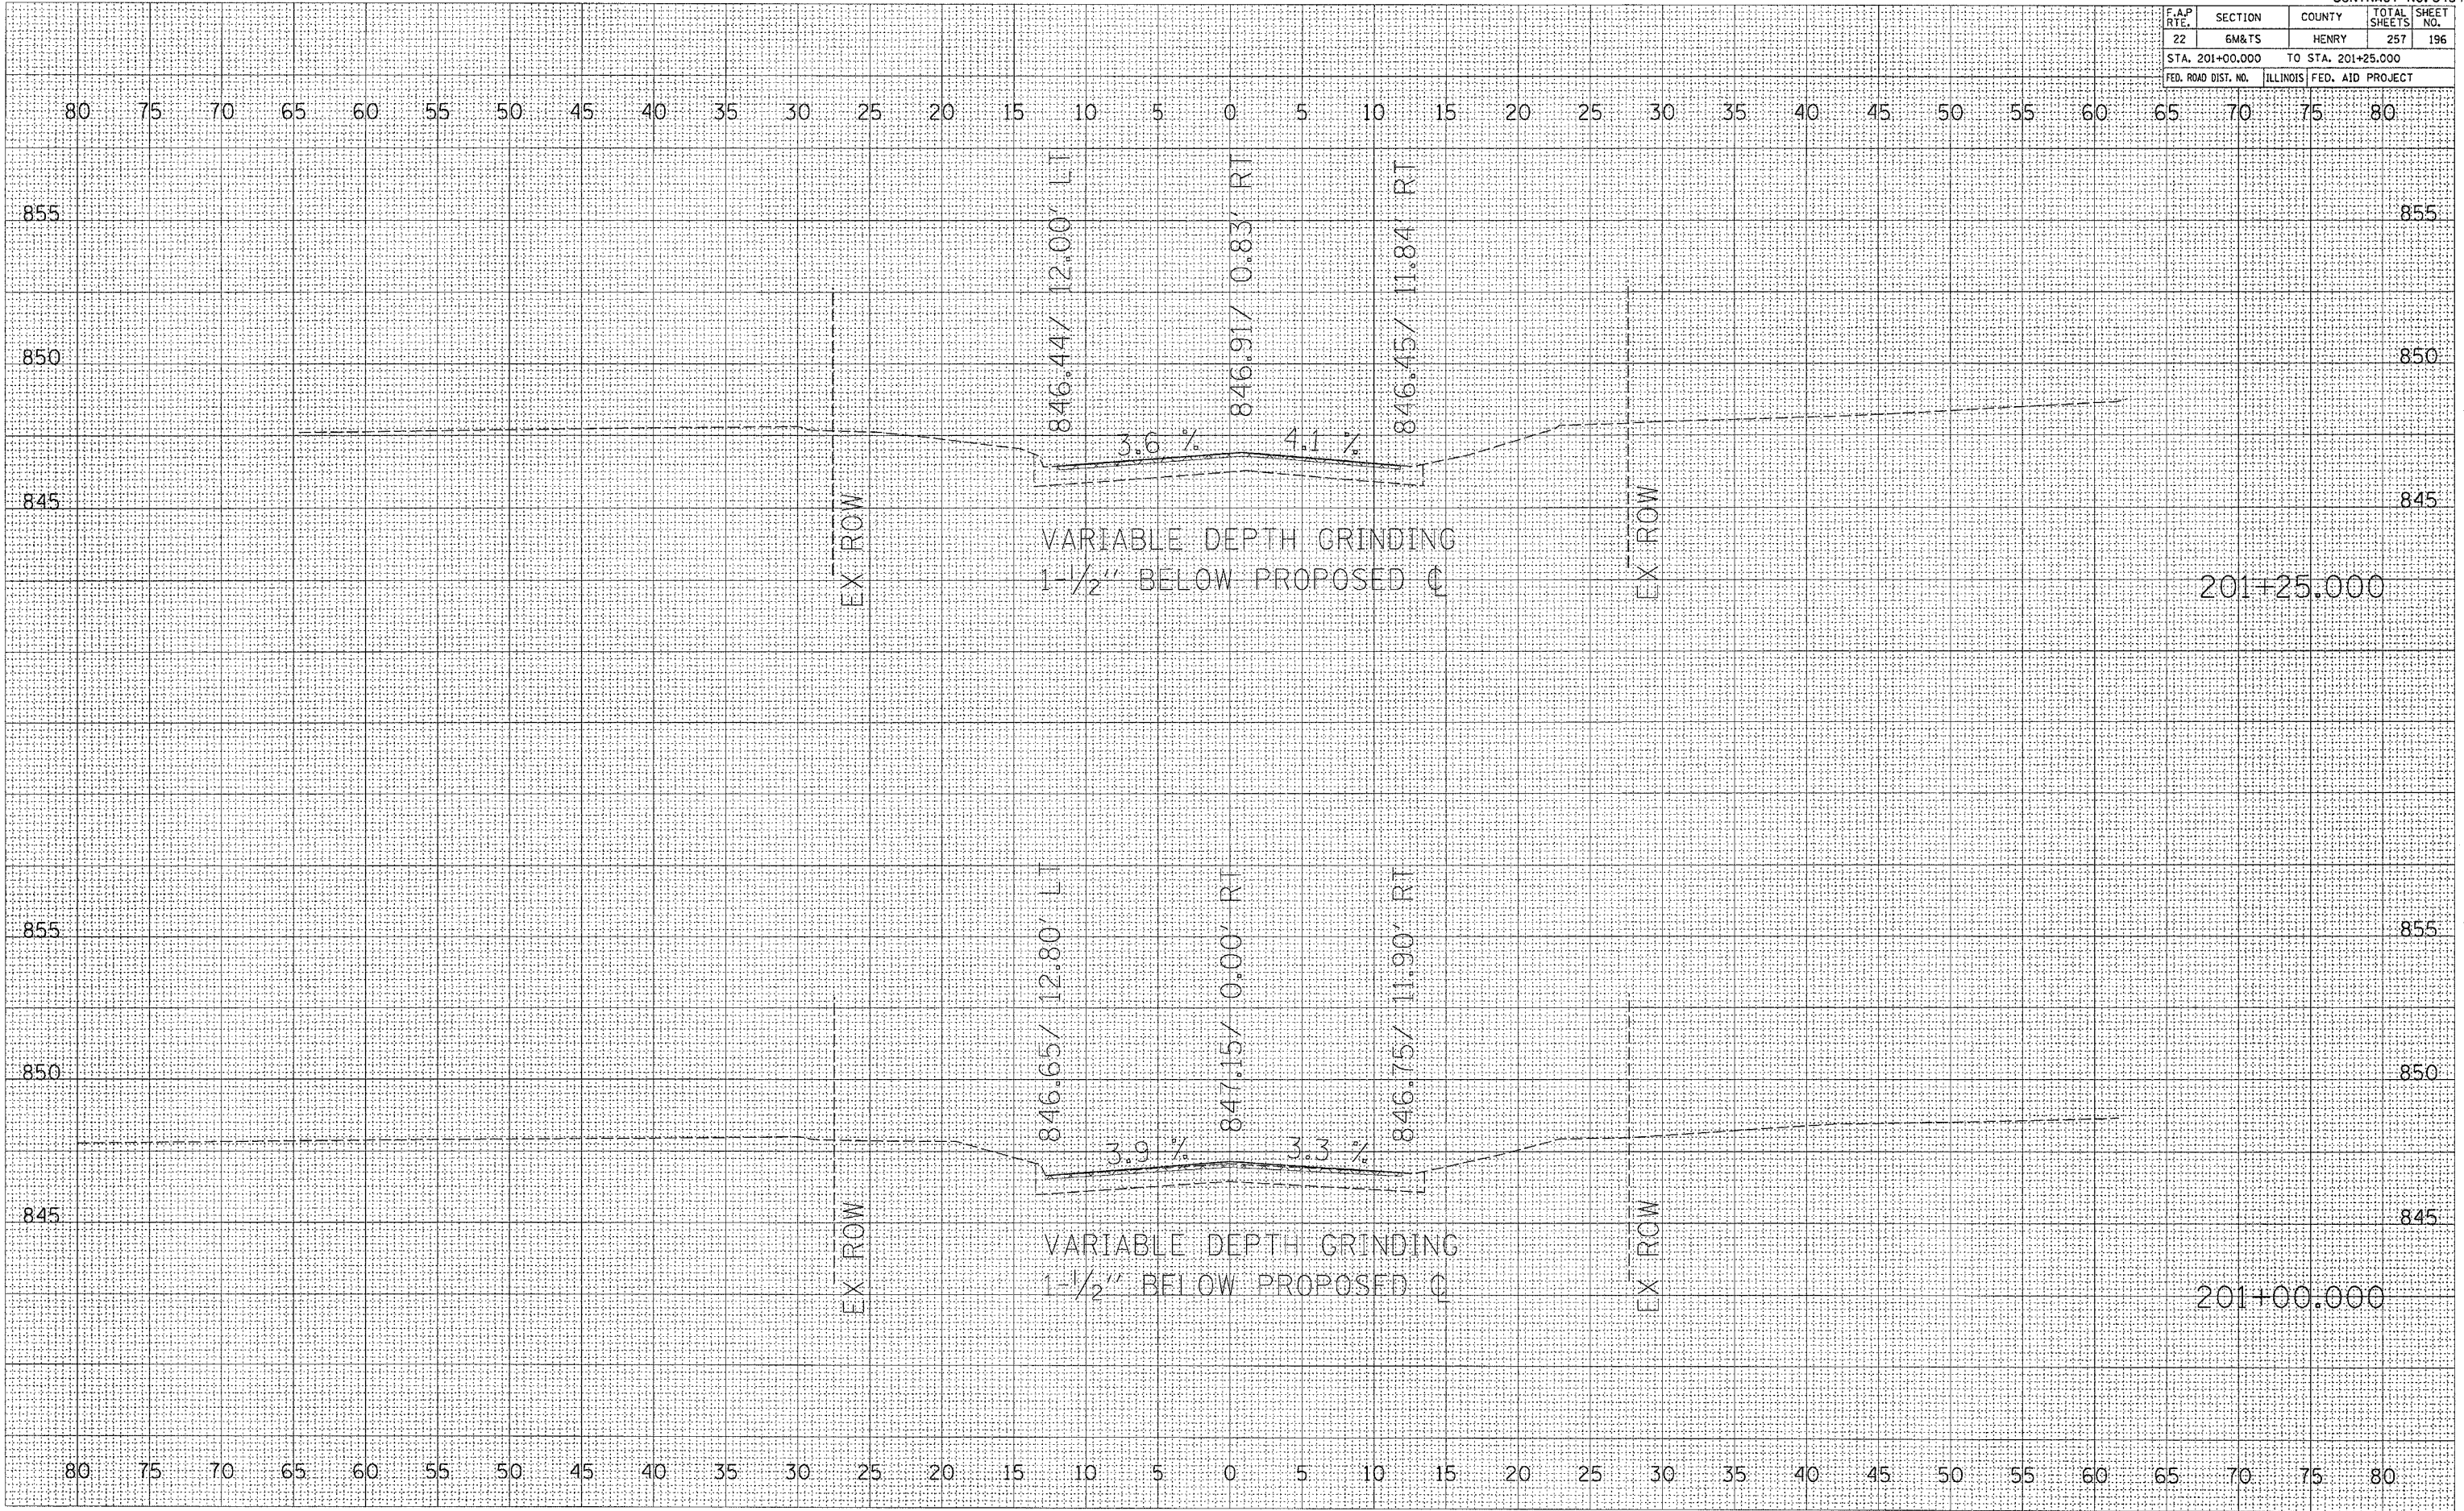 F.A.P RTE. SECTION COUNTY TOTAL SHEETS SHEET NO.
22 6M&TS HENRY 257 196
STA. 201+00.000 TO STA. 201+25.000
FED. ROAD DIST. NO. ILLINOIS FED. AID PROJECT
80 75 70 65 60 55 50 45 40 35 30 25 20 15 10 5 0 5 10 15 20 25 30 35 40 45 50 55 60 65 70 75 80
846.44/ 12.00' LT
846.91/ 0.83' RT
846.45/ 11.84' RT
855 855
850 850
3.6 % 4.1 %
845 845
EX ROW
EX ROW
VARIABLE DEPTH GRINDING
1-1/2" BELOW PROPOSED ℄
201+25.000
846.65/ 12.80' LT
847.15/ 0.00' RT
846.75/ 11.90' RT
855 855
850 850
3.9 % 3.3 %
845 845
EX ROW
EX ROW
VARIABLE DEPTH GRINDING
1-1/2" BELOW PROPOSED ℄
201+00.000
80 75 70 65 60 55 50 45 40 35 30 25 20 15 10 5 0 5 10 15 20 25 30 35 40 45 50 55 60 65 70 75 80